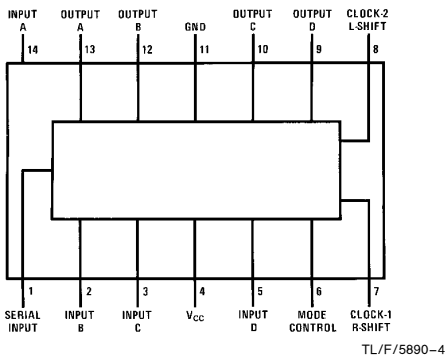 INPUT OUTPUT OUTPUT OUTPUT OUTPUT CLOCK-2
A A B GND C D L-SHIFT
14 13 12 11 10 9 8
1 2 3 4 5 6 7
SERIAL INPUT INPUT VCC INPUT MODE CLOCK-1
INPUT B C D CONTROL R-SHIFT
TL/F/5890–4